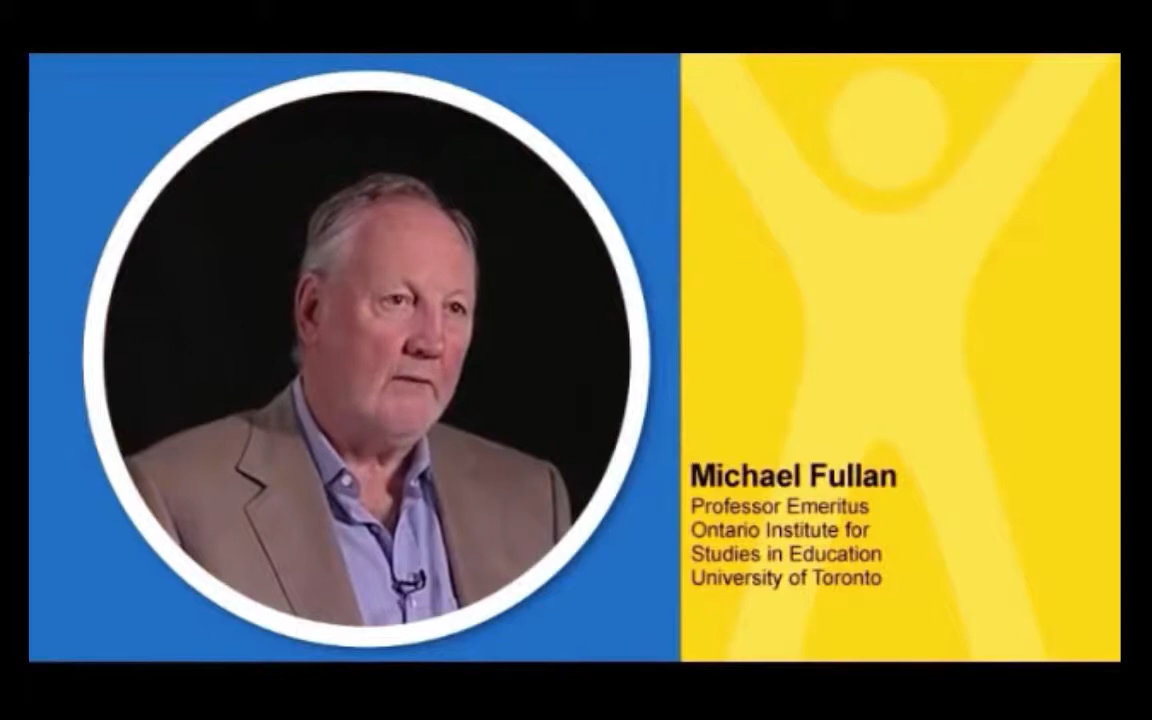 Michael Fullan
Professor Emeritus
Ontario Institute for
Studies in Education
University of Toronto